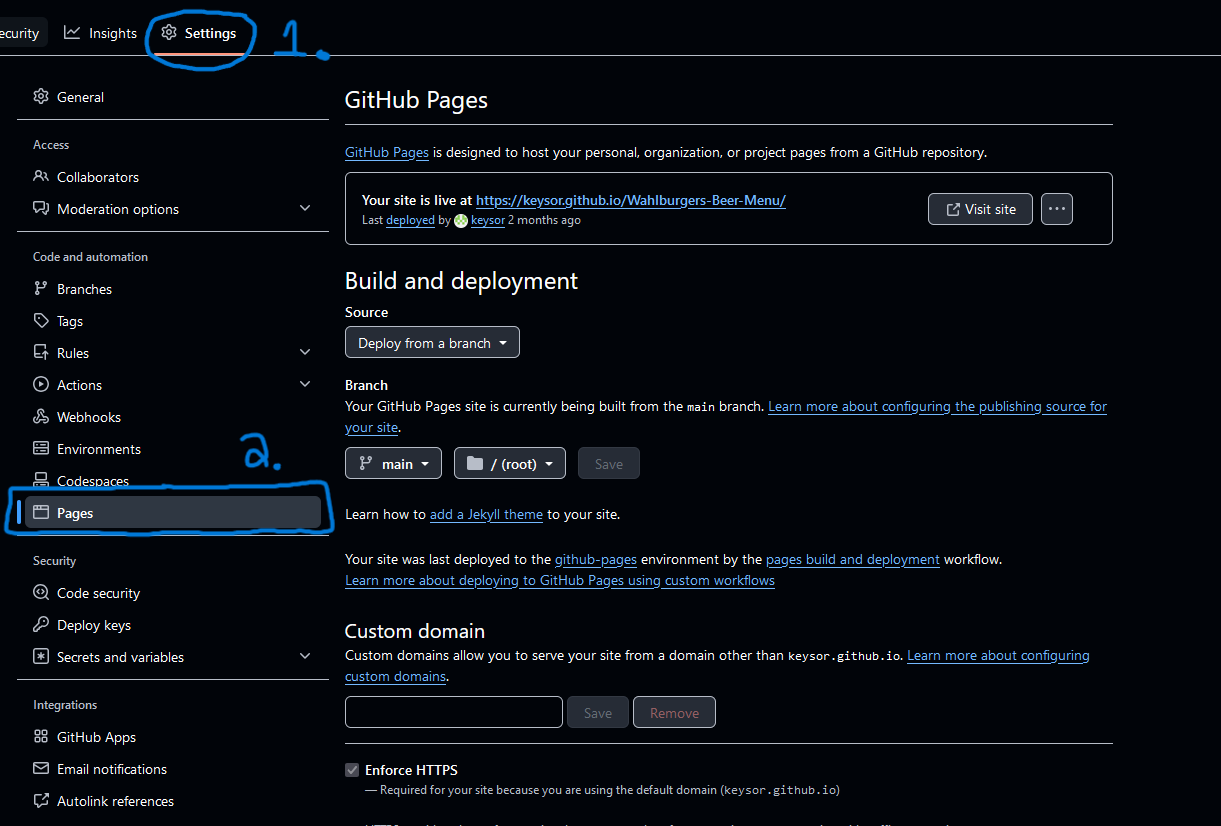 ecurity Insights Settings 1.
General
Access
Collaborators
Moderation options
Code and automation
Branches
Tags
Rules
Actions
Webhooks
Environments
2.
Codespaces
Pages
Security
Code security
Deploy keys
Secrets and variables
Integrations
GitHub Apps
Email notifications
Autolink references
GitHub Pages
GitHub Pages is designed to host your personal, organization, or project pages from a GitHub repository.
Your site is live at https://keysor.github.io/Wahlburgers-Beer-Menu/
Last deployed by keysor 2 months ago
Visit site
Build and deployment
Source
Deploy from a branch
Branch
Your GitHub Pages site is currently being built from the main branch. Learn more about configuring the publishing source for
your site.
main / (root) Save
Learn how to add a Jekyll theme to your site.
Your site was last deployed to the github-pages environment by the pages build and deployment workflow.
Learn more about deploying to GitHub Pages using custom workflows
Custom domain
Custom domains allow you to serve your site from a domain other than keysor.github.io. Learn more about configuring
custom domains.
Save Remove
Enforce HTTPS
— Required for your site because you are using the default domain (keysor.github.io)